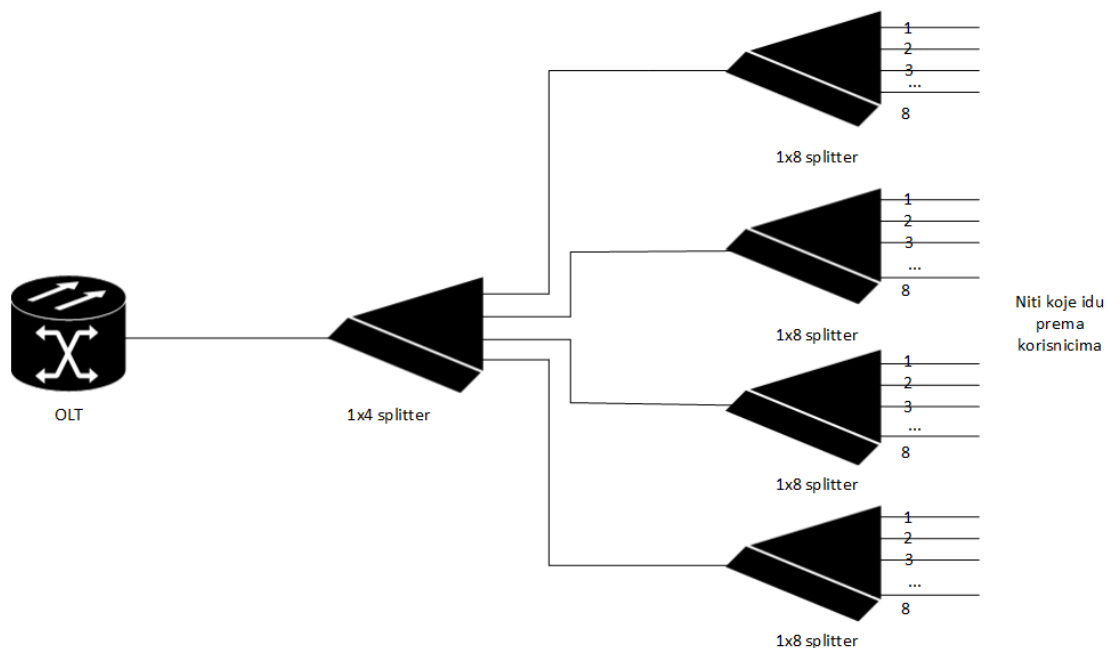 1
2
3
...
8
1x8 splitter
1
2
3
...
8
1x8 splitter
OLT
1x4 splitter
Niti koje idu
prema
korisnicima
1
2
3
...
8
1x8 splitter
1
2
3
...
8
1x8 splitter